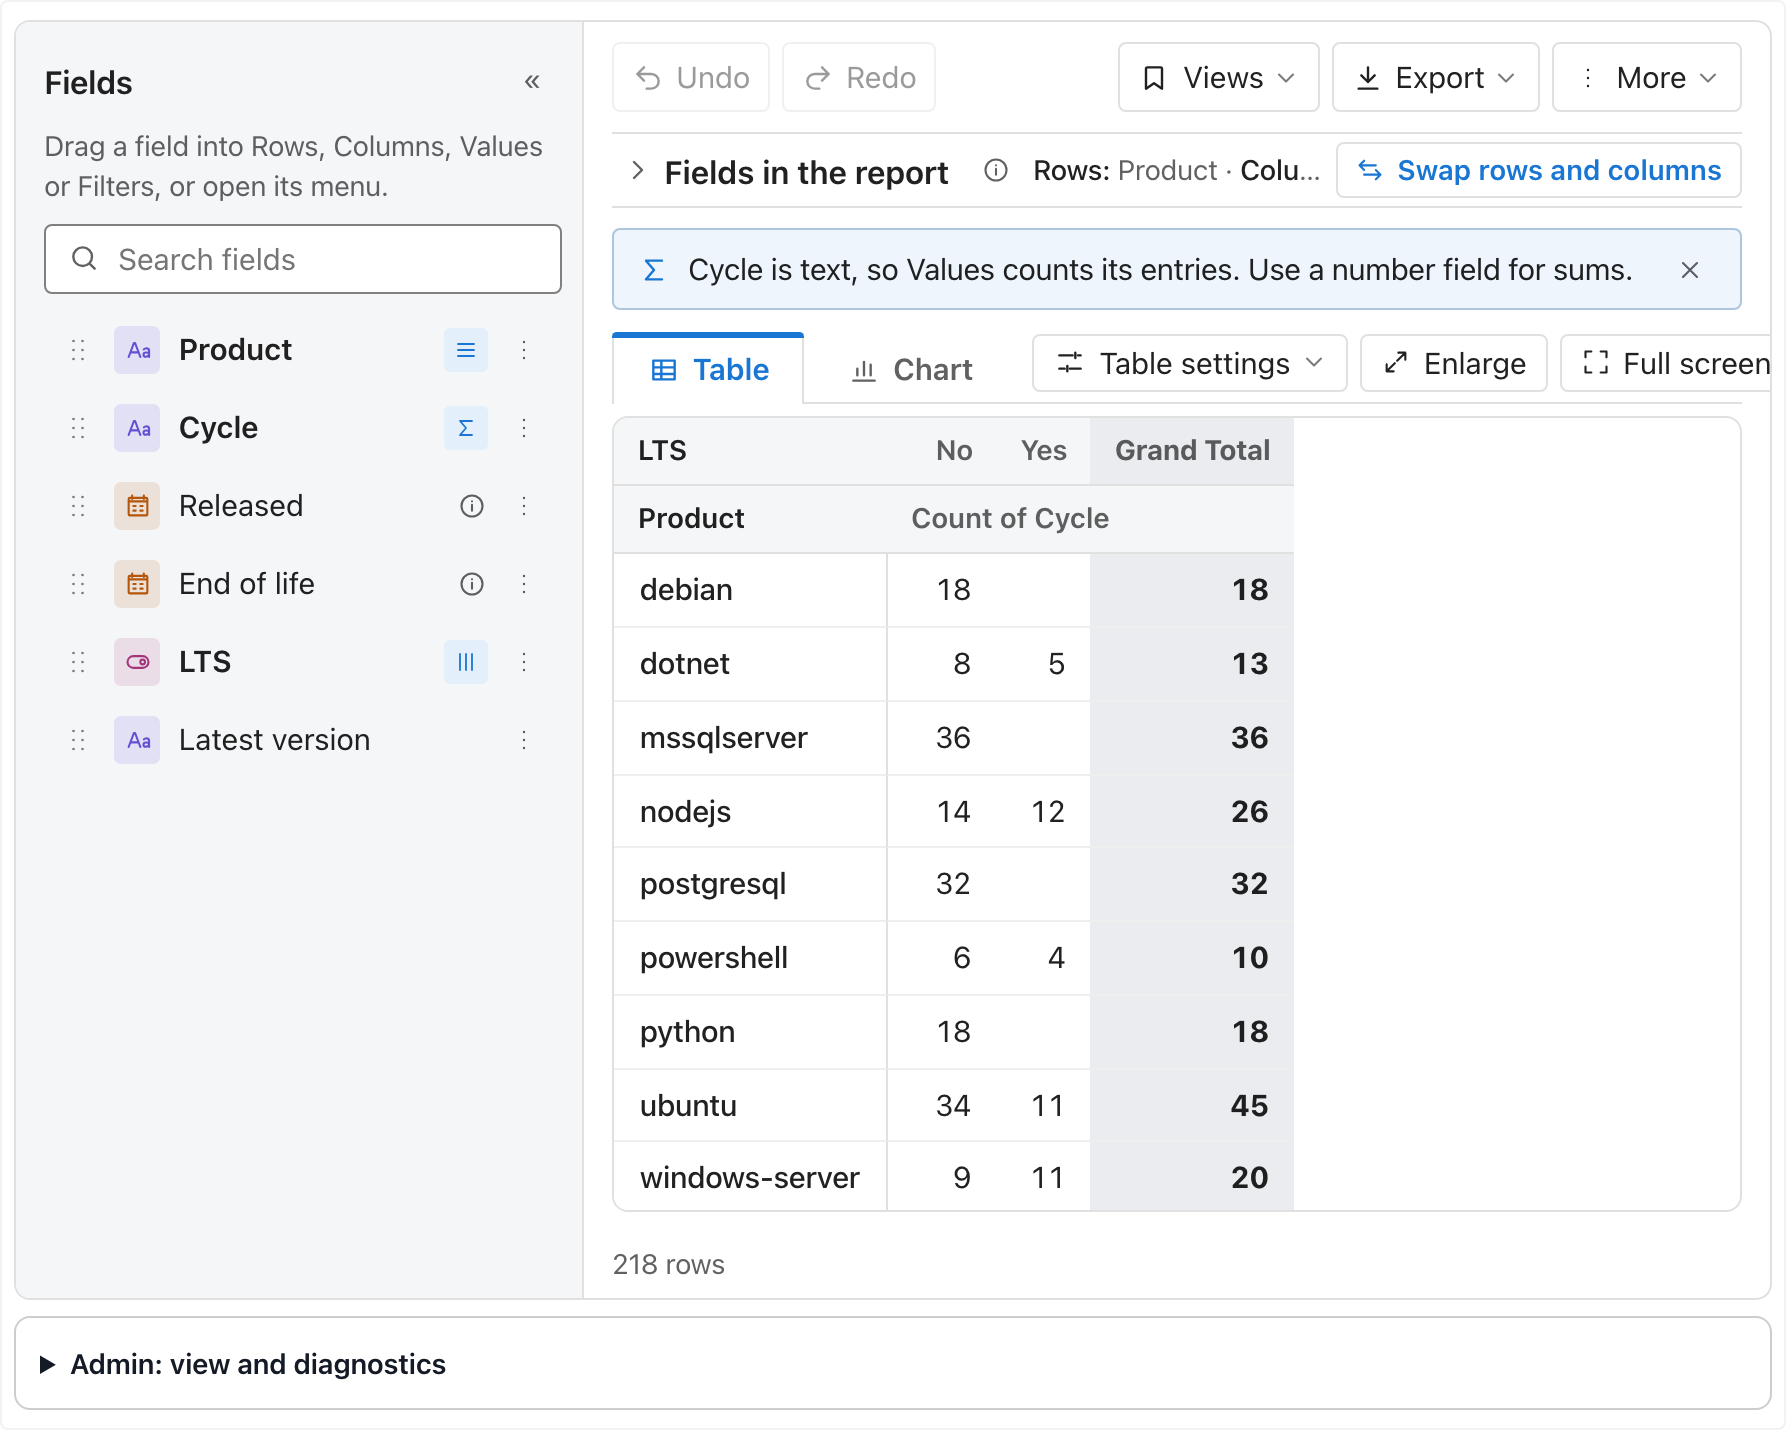 Fields
«
Drag a field into Rows, Columns, Values
or Filters, or open its menu.
Search fields
Aa Product
Aa Cycle Σ
Released
End of life
LTS
Aa Latest version
Undo Redo Views Export More
Fields in the report Rows: Product · Colu... Swap rows and columns
Σ Cycle is text, so Values counts its entries. Use a number field for sums.
Table Chart Table settings Enlarge Full screen
LTS No Yes Grand Total
Product Count of Cycle
debian 18 18
dotnet 8 5 13
mssqlserver 36 36
nodejs 14 12 26
postgresql 32 32
powershell 6 4 10
python 18 18
ubuntu 34 11 45
windows-server 9 11 20
218 rows
Admin: view and diagnostics